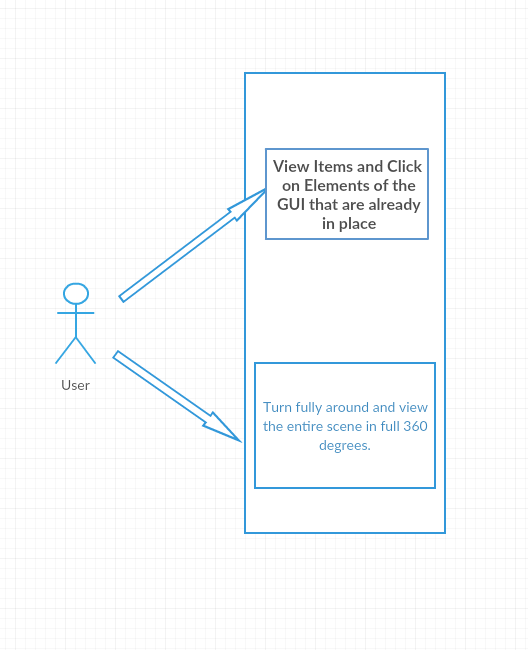 View Items and Click
on Elements of the
GUI that are already
in place
User
Turn fully around and view
the entire scene in full 360
degrees.